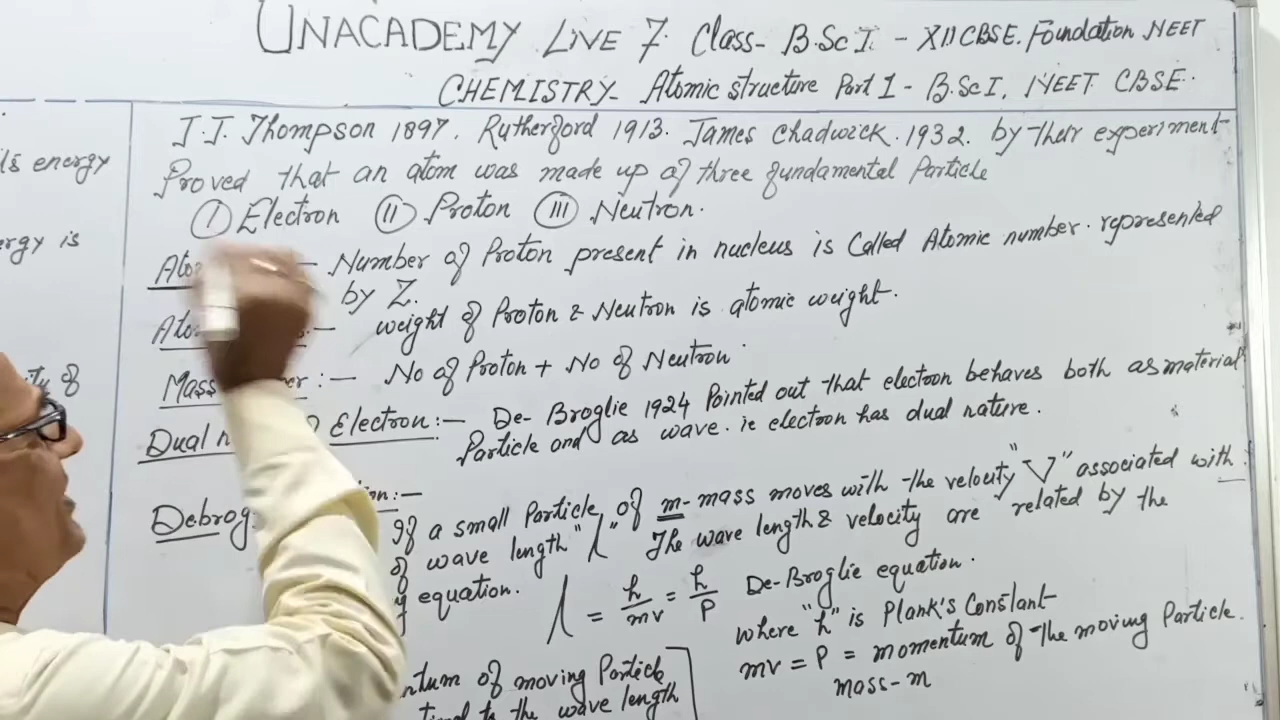 UNACADEMY LIVE 7 Class- B.Sc I. - XII CBSE. Foundation NEET
CHEMISTRY- Atomic structure Part 1 - B.Sc I, NEET CBSE.
J.J. Thompson 1897. Rutherford 1913. James Chadwick. 1932. by their experiment
Proved that an atom was made up of three fundamental Particle
(I) Electron (II) Proton (III) Neutron.
- Number of Proton present in nucleus is Called Atomic number. represented
by Z.
:- weight of Proton & Neutron is atomic weight.
Mass :- No of Proton + No of Neutron.
Dual Electron:- De-Broglie 1924 Pointed out that electron behaves both as material
Particle and as wave. ie electron has dual nature.
If a small Particle of m-mass moves with the velocity "V" associated with
of wave length "λ" The wave length & velocity are related by the
equation.
λ = h/mv = h/P De-Broglie equation.
where "h" is Plank's Constant
mv = P = momentum of the moving Particle.
mass-m
of moving Particle
to the wave length
energy
is
of